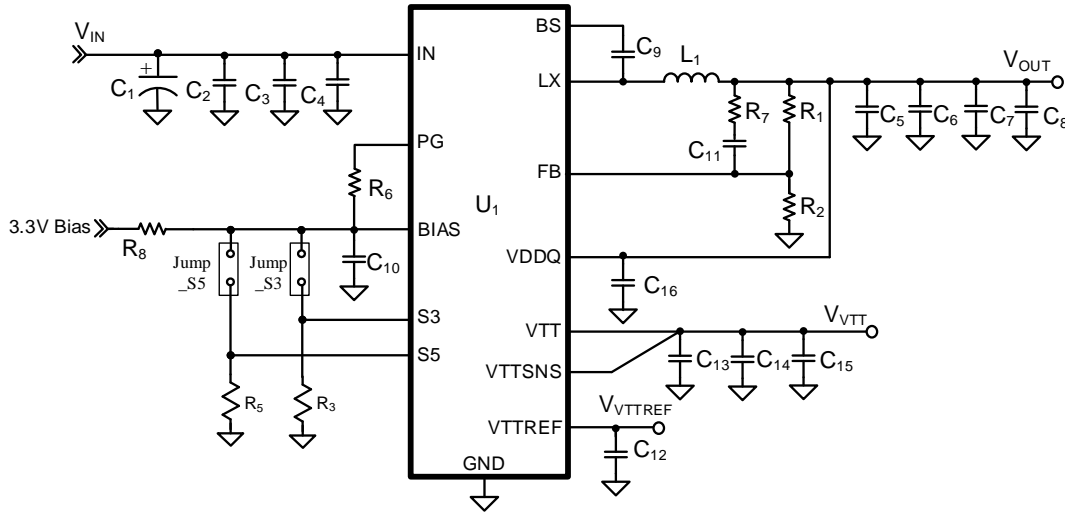 V_IN
C_1
+
C_2
C_3
C_4
IN
PG
R_6
3.3V Bias
R_8
BIAS
Jump
_S5
Jump
_S3
C_10
S3
S5
R_5
R_3
U_1
GND
BS
C_9
LX
L_1
V_OUT
R_7
R_1
C_11
C_5
C_6
C_7
C_8
FB
R_2
VDDQ
C_16
VTT
V_VTT
VTTSNS
C_13
C_14
C_15
VTTREF
V_VTTREF
C_12